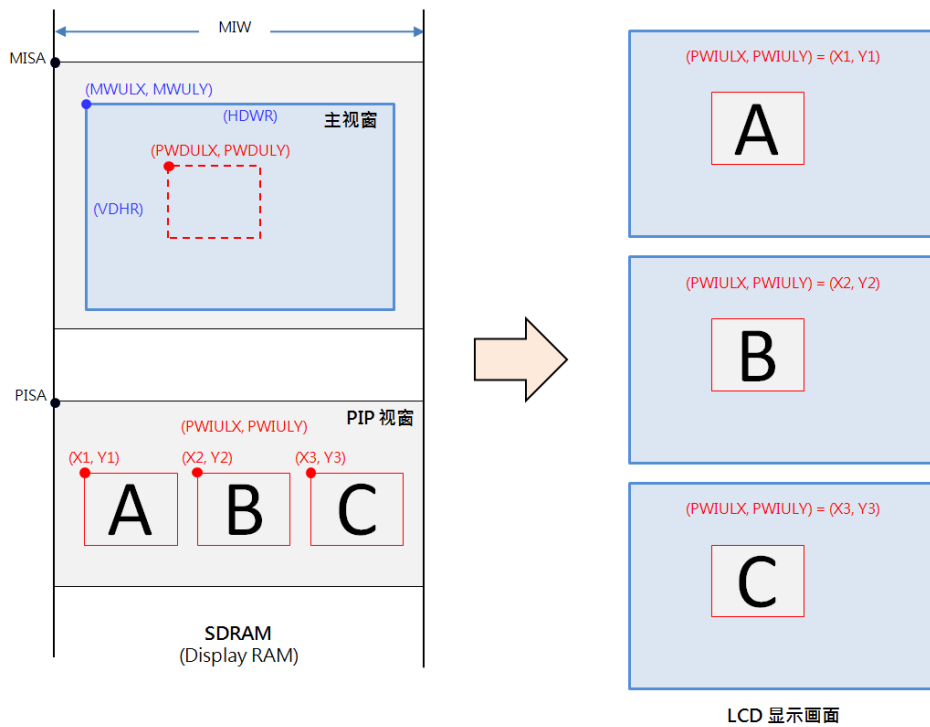 MIW
MISA
(MWULX, MWULY)
(HDWR)
主视窗
(PWDULX, PWDULY)
(VDHR)
PISA
PIP 视窗
(PWIULX, PWIULY)
(X1, Y1)
(X2, Y2)
(X3, Y3)
A
B
C
SDRAM
(Display RAM)
(PWIULX, PWIULY) = (X1, Y1)
A
(PWIULX, PWIULY) = (X2, Y2)
B
(PWIULX, PWIULY) = (X3, Y3)
C
LCD 显示画面